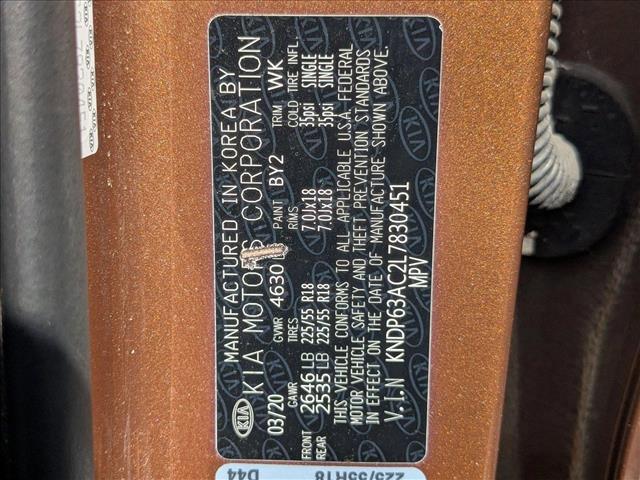 MANUFACTURED IN KOREA BY
KIA MOTORS CORPORATION
03/20 GVWR 4630 PAINT BY2 TRIM WK
GAWR TIRES RIMS COLD TIRE INFL.
FRONT 2646 LB 225/55 R18 7.0JX18 35psi SINGLE
REAR 2535 LB 225/55 R18 7.0JX18 35psi SINGLE
THIS VEHICLE CONFORMS TO ALL APPLICABLE U.S.A. FEDERAL
MOTOR VEHICLE SAFETY AND THEFT PREVENTION STANDARDS
IN EFFECT ON THE DATE OF MANUFACTURE SHOWN ABOVE.
V.I.N KNDP63AC2L7830451
MPV
KIA
D44
225/55R18